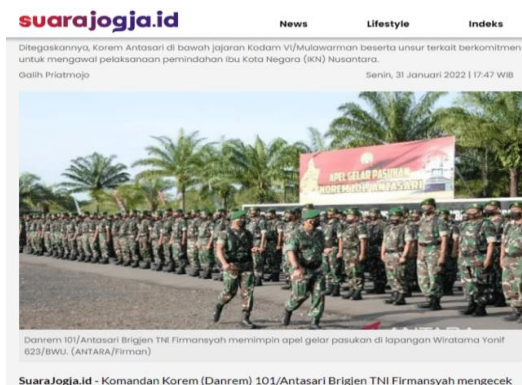 suarajogja.id
News Lifestyle Indeks
Ditegaskannya, Korem Antasari di bawah jajaran Kodam VI/Mulawarman beserta unsur terkait berkomitmen
untuk mengawal pelaksanaan pemindahan Ibu Kota Negara (IKN) Nusantara.
Galih Priatmojo Senin, 31 Januari 2022 | 17:47 WIB
APEL GELAR PASUKAN
KOREM 101/ANTASARI
Danrem 101/Antasari Brigjen TNI Firmansyah memimpin apel gelar pasukan di lapangan Wiratama Yonif
623/BWU. (ANTARA/Firman)
SuaraJogja.id - Komandan Korem (Danrem) 101/Antasari Brigjen TNI Firmansyah mengecek